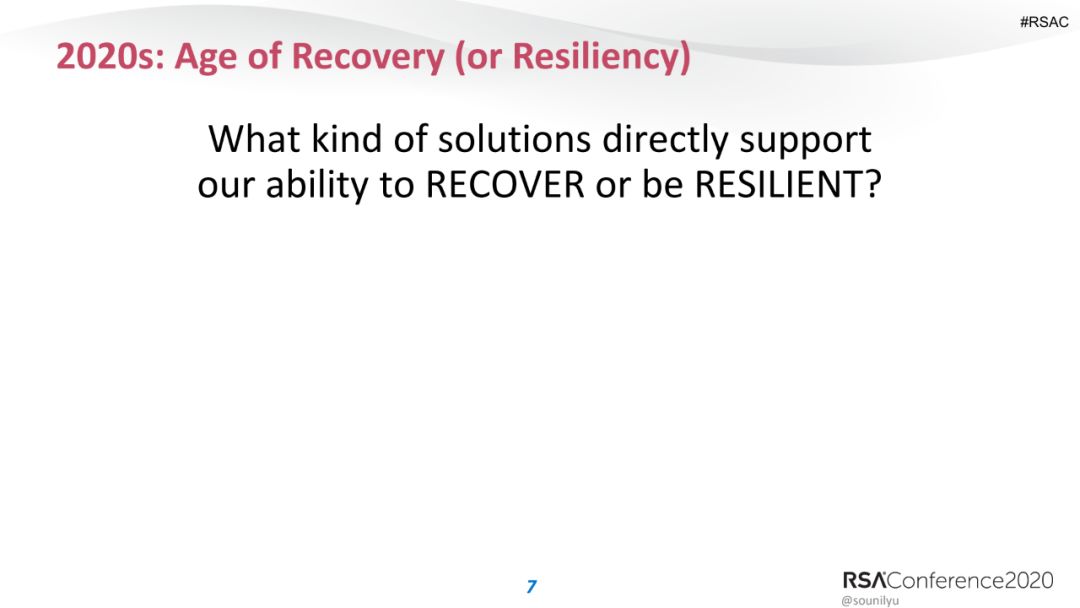 #RSAC
2020s: Age of Recovery (or Resiliency)
What kind of solutions directly support
our ability to RECOVER or be RESILIENT?
7
RSAConference2020
@sounilyu